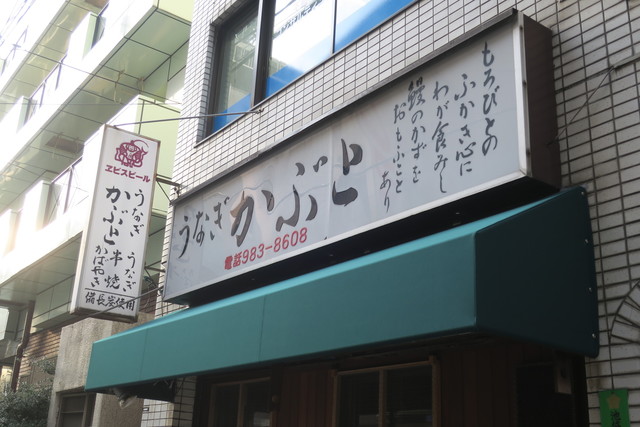 ヱビスビール
うなぎ
かぶと
うなぎ
串焼
かばやき
備長炭使用
うなぎ かぶと
電話983-8608
もろびとの
ふかき心に
わが食みし
鰻のかずを
おもふことあり